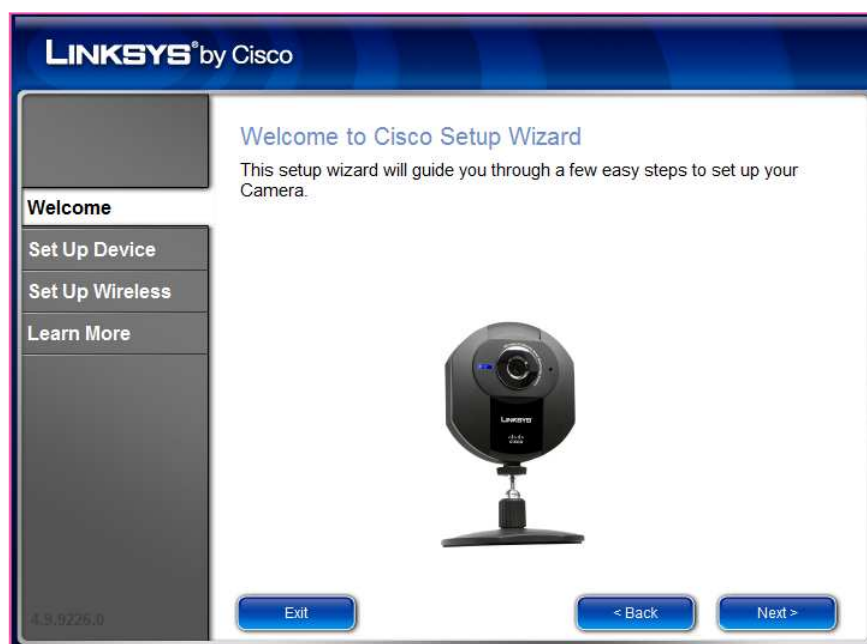 LINKSYS® by Cisco
Welcome to Cisco Setup Wizard
This setup wizard will guide you through a few easy steps to set up your
Camera.
Welcome
Set Up Device
Set Up Wireless
Learn More
LINKSYS
CISCO
4.9.9226.0
Exit
< Back
Next >